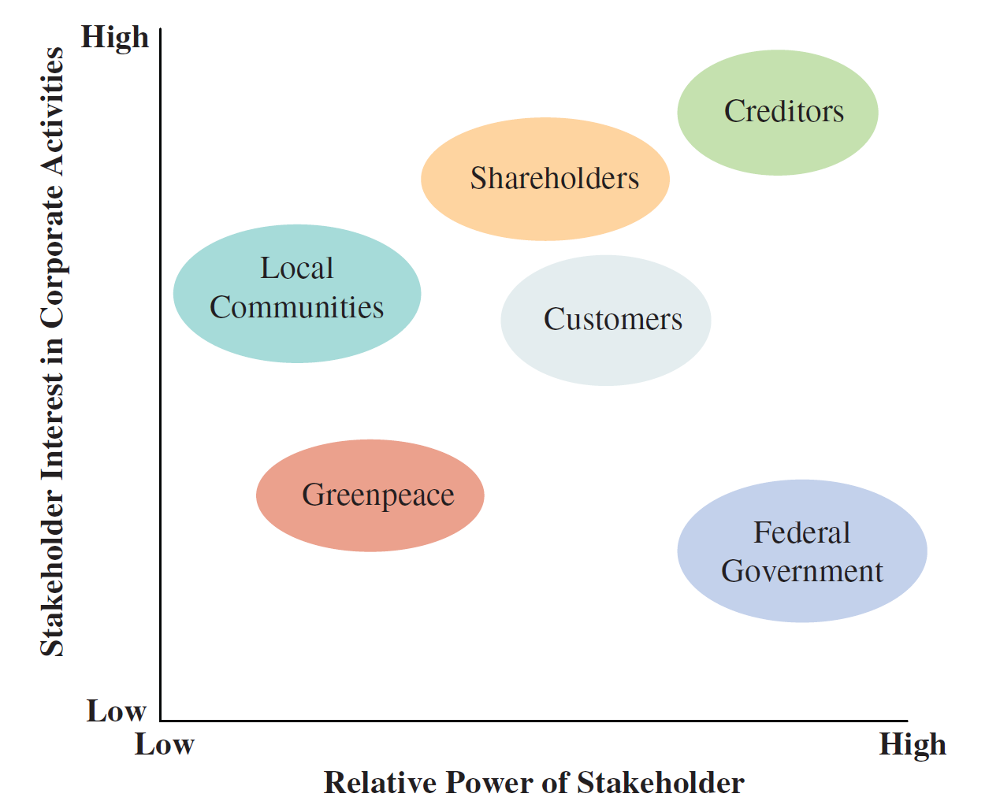 High
Stakeholder Interest in Corporate Activities
Creditors
Shareholders
Local
Communities
Customers
Greenpeace
Federal
Government
Low
Low
High
Relative Power of Stakeholder